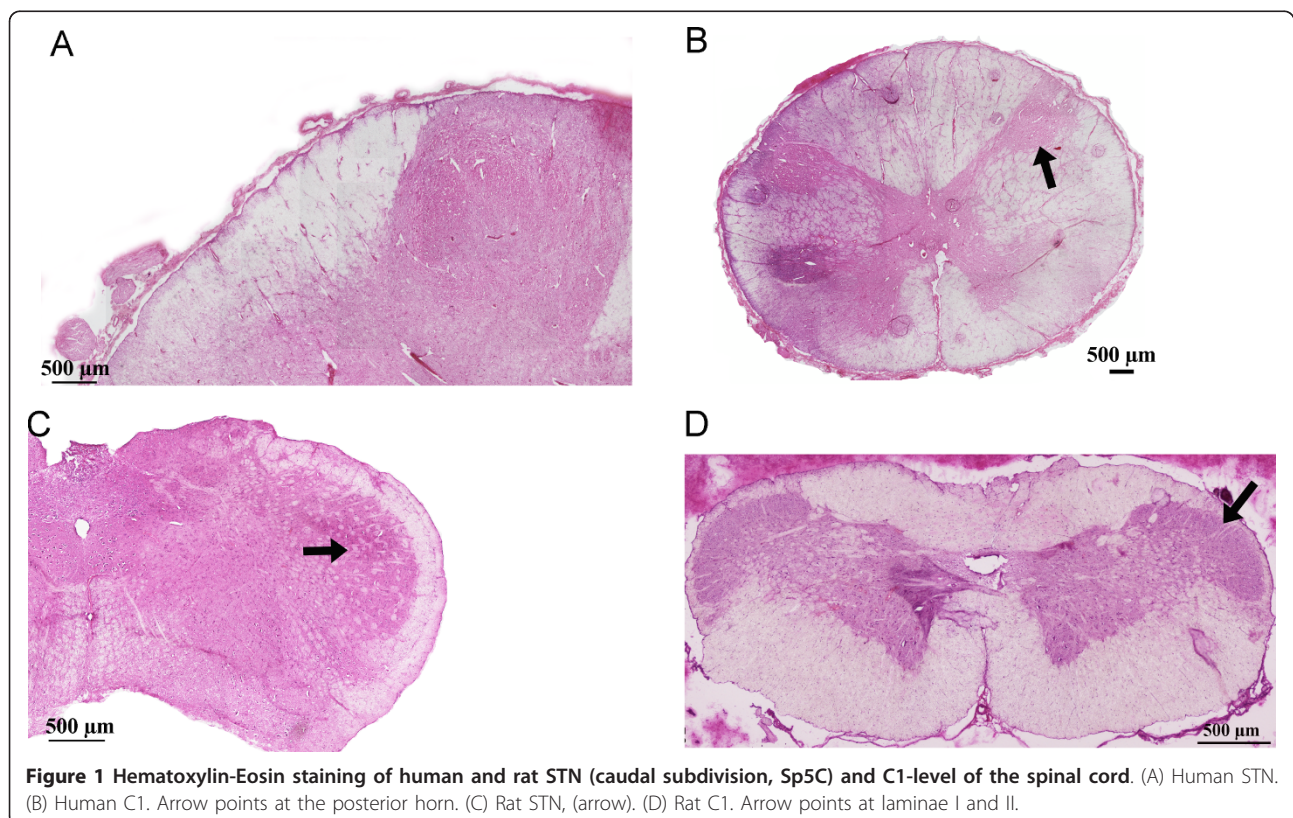 A
B
500 µm
500 µm
C
D
500 µm
500 µm
Figure 1 Hematoxylin-Eosin staining of human and rat STN (caudal subdivision, Sp5C) and C1-level of the spinal cord. (A) Human STN.
(B) Human C1. Arrow points at the posterior horn. (C) Rat STN, (arrow). (D) Rat C1. Arrow points at laminae I and II.